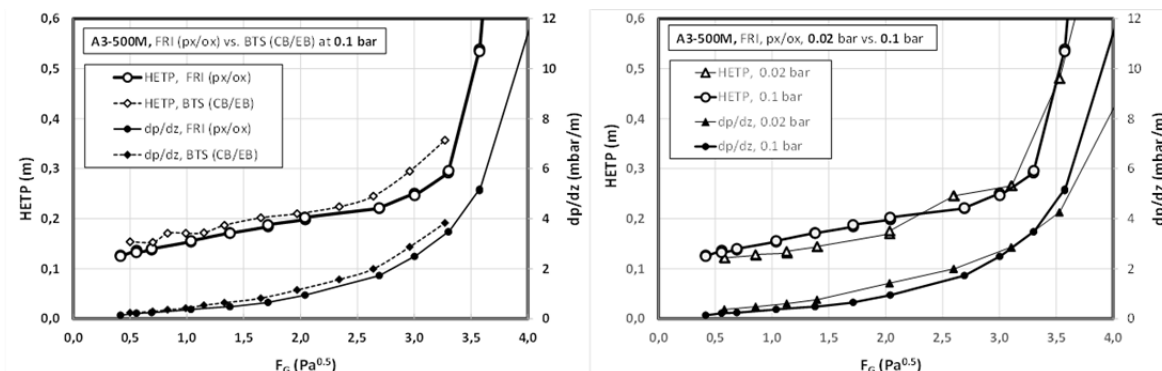 A3-500M, FRI (px/ox) vs. BTS (CB/EB) at 0.1 bar
HETP, FRI (px/ox)
HETP, BTS (CB/EB)
dp/dz, FRI (px/ox)
dp/dz, BTS (CB/EB)
HETP (m)
0,6
0,5
0,4
0,3
0,2
0,1
0,0
0,0 0,5 1,0 1,5 2,0 2,5 3,0 3,5 4,0
F_G (Pa^0.5)
12
10
8
6
4
2
0
dp/dz (mbar/m)
A3-500M, FRI, px/ox, 0.02 bar vs. 0.1 bar
HETP, 0.02 bar
HETP, 0.1 bar
dp/dz, 0.02 bar
dp/dz, 0.1 bar
HETP (m)
0,6
0,5
0,4
0,3
0,2
0,1
0,0
0,0 0,5 1,0 1,5 2,0 2,5 3,0 3,5 4,0
F_G (Pa^0.5)
12
10
8
6
4
2
0
dp/dz (mbar/m)